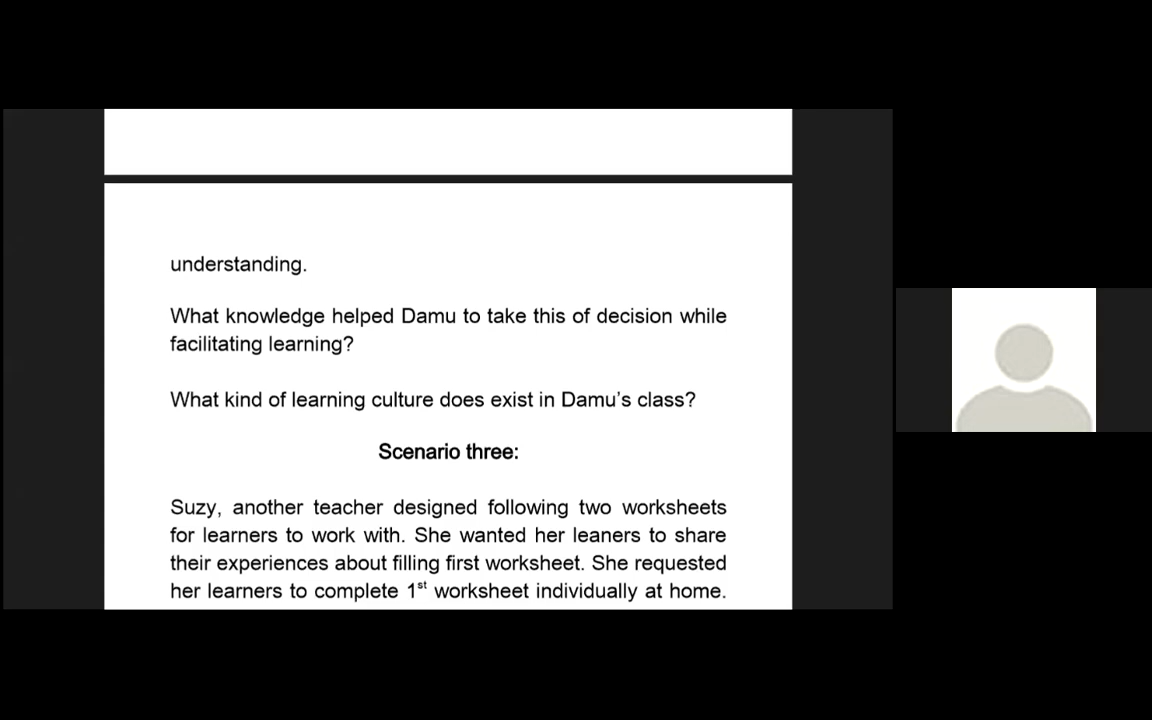 understanding.
What knowledge helped Damu to take this of decision while
facilitating learning?
What kind of learning culture does exist in Damu’s class?
Scenario three:
Suzy, another teacher designed following two worksheets
for learners to work with. She wanted her leaners to share
their experiences about filling first worksheet. She requested
her learners to complete 1st worksheet individually at home.